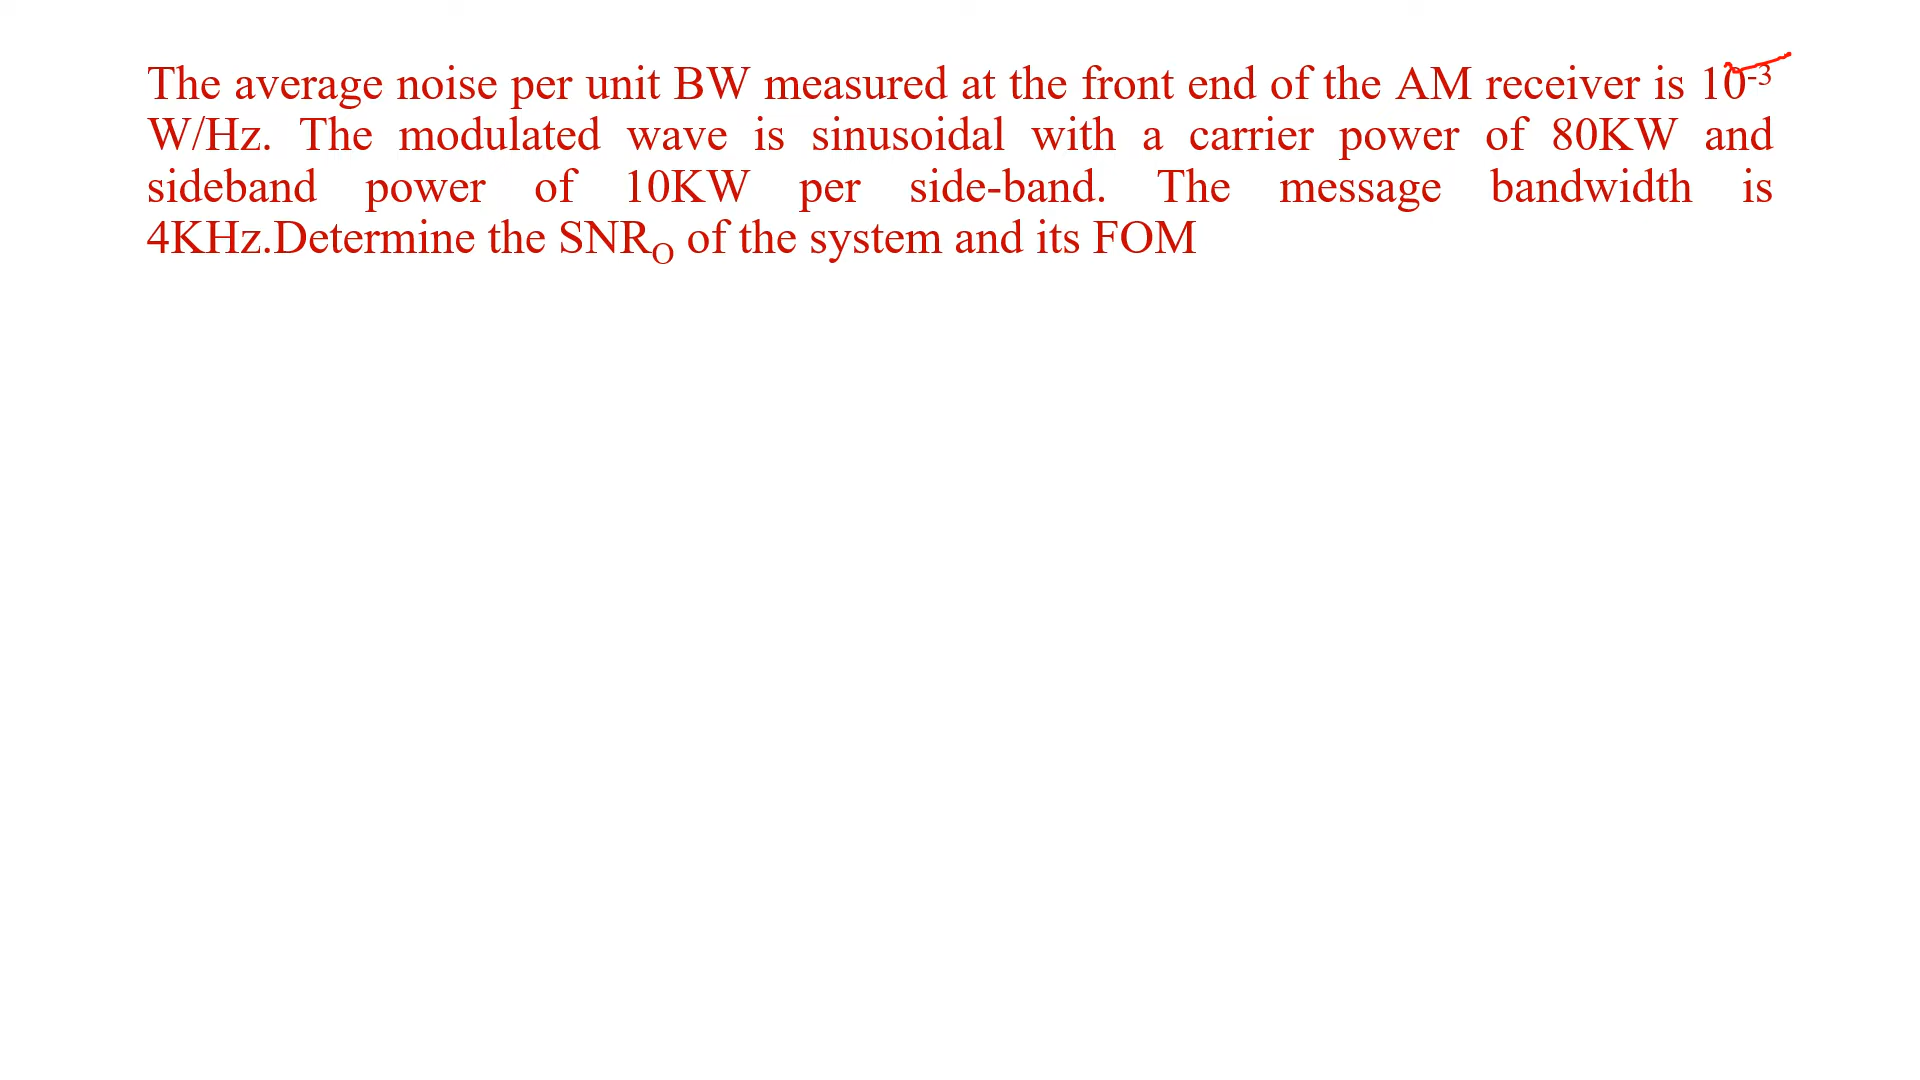 The average noise per unit BW measured at the front end of the AM receiver is 10-3
W/Hz. The modulated wave is sinusoidal with a carrier power of 80KW and
sideband power of 10KW per side-band. The message bandwidth is
4KHz.Determine the SNRO of the system and its FOM